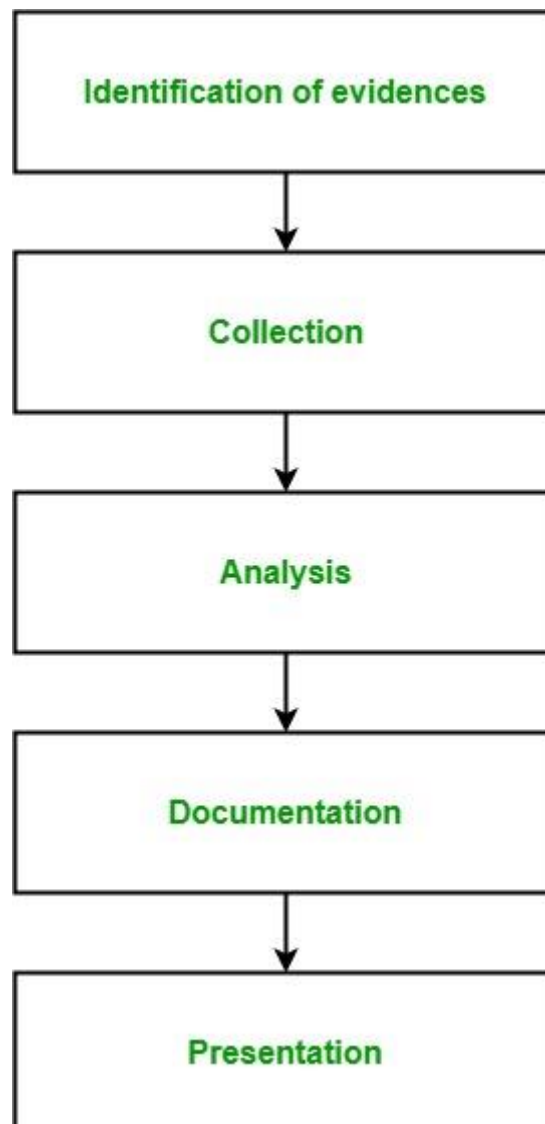 Identification of evidences
Collection
Analysis
Documentation
Presentation